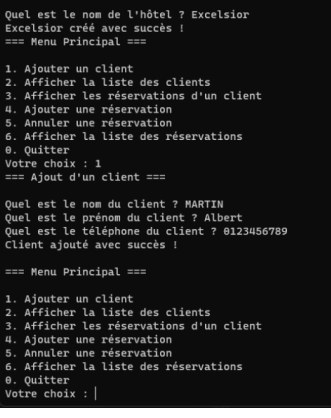 Quel est le nom de l'hôtel ? Excelsior
Excelsior créé avec succès !
=== Menu Principal ===
1. Ajouter un client
2. Afficher la liste des clients
3. Afficher les réservations d'un client
4. Ajouter une réservation
5. Annuler une réservation
6. Afficher la liste des réservations
0. Quitter
Votre choix : 1
=== Ajout d'un client ===
Quel est le nom du client ? MARTIN
Quel est le prénom du client ? Albert
Quel est le téléphone du client ? 0123456789
Client ajouté avec succès !
=== Menu Principal ===
1. Ajouter un client
2. Afficher la liste des clients
3. Afficher les réservations d'un client
4. Ajouter une réservation
5. Annuler une réservation
6. Afficher la liste des réservations
0. Quitter
Votre choix :